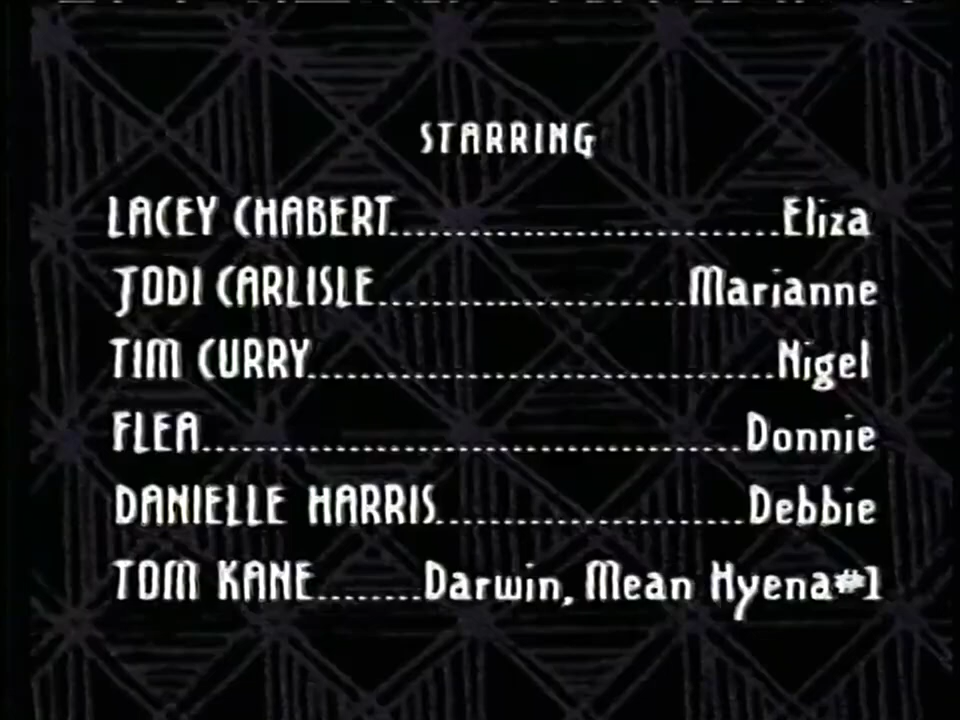 STARRING
LACEY CHABERT..............................Eliza
JODI CARLISLE........................Marianne
TIM CURRY....................................Nigel
FLEA..........................................Donnie
DANIELLE HARRIS........................Debbie
TOM KANE........Darwin, Mean Hyena#1